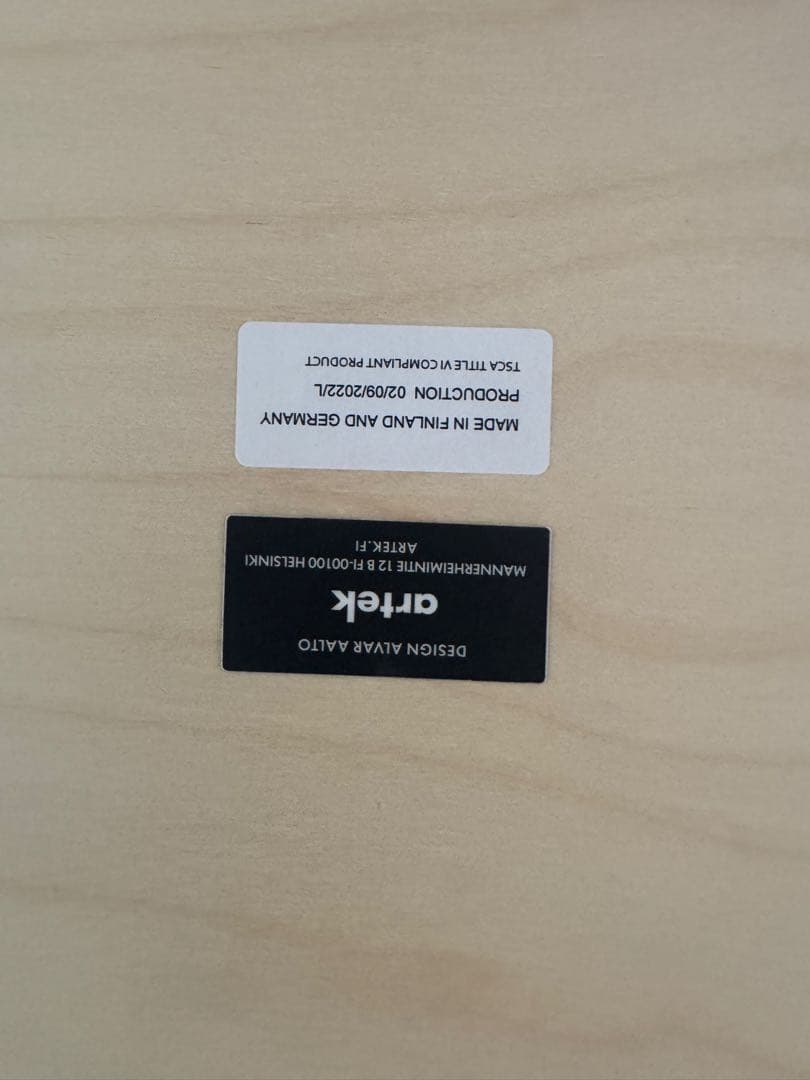 DESIGN ALVAR AALTO
artek
MANNERHEIMINTIE 12 B FI-00100 HELSINKI
ARTEK.FI
MADE IN FINLAND AND GERMANY
PRODUCTION 02/09/2022/L
TSCA TITLE VI COMPLIANT PRODUCT